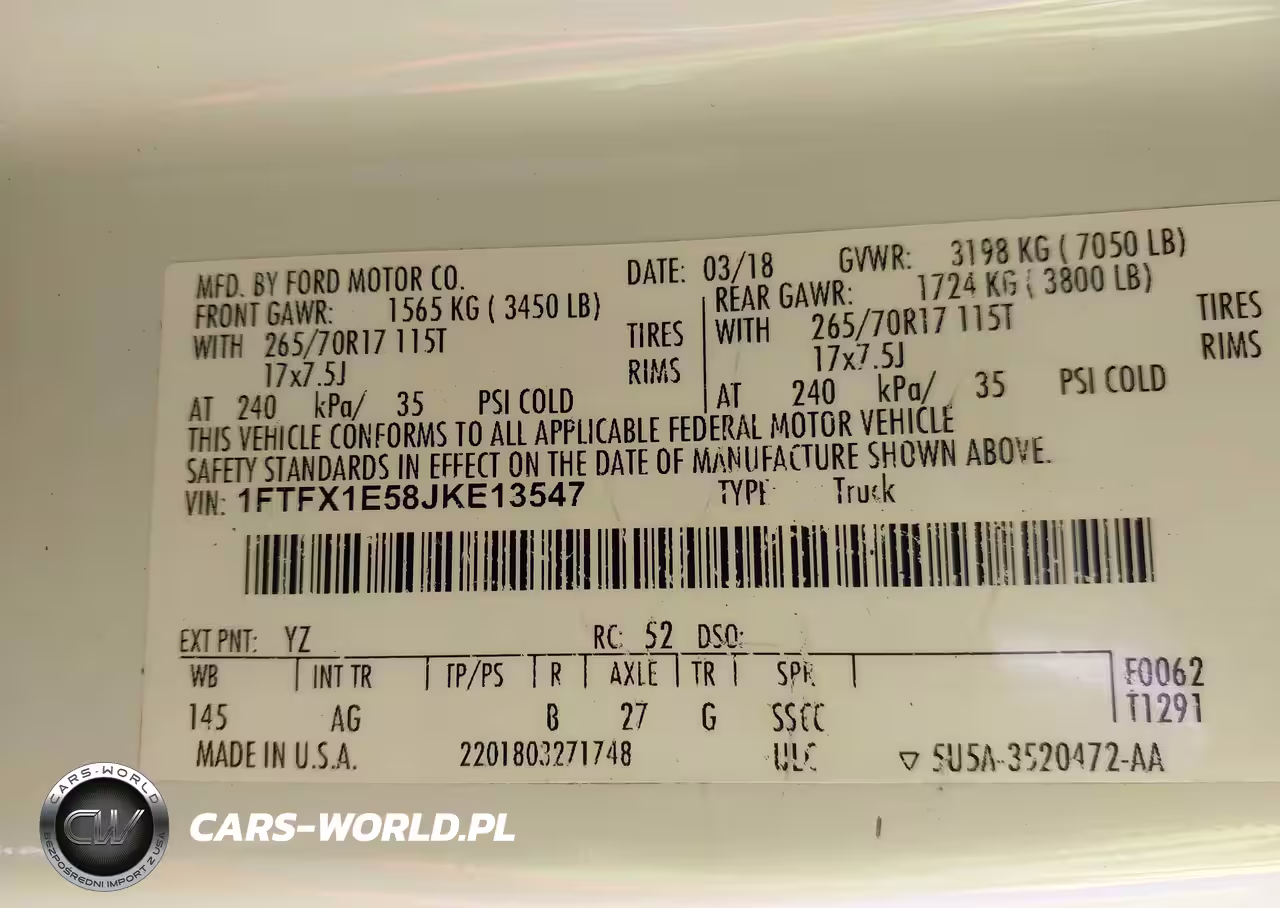 MFD. BY FORD MOTOR CO. DATE: 03/18 GVWR: 3198 KG ( 7050 LB)
FRONT GAWR: 1565 KG ( 3450 LB) REAR GAWR: 1724 KG ( 3800 LB)
WITH 265/70R17 115T TIRES WITH 265/70R17 115T TIRES
17x7.5J RIMS 17x7.5J RIMS
AT 240 kPa/ 35 PSI COLD AT 240 kPa/ 35 PSI COLD
THIS VEHICLE CONFORMS TO ALL APPLICABLE FEDERAL MOTOR VEHICLE
SAFETY STANDARDS IN EFFECT ON THE DATE OF MANUFACTURE SHOWN ABOVE.
VIN: 1FTFX1E58JKE13547 TYPE Truck
EXT PNT: YZ RC: 52 DSO:
WB INT TR TP/PS R AXLE TR SPR F0062
145 AG B 27 G T1291
MADE IN U.S.A. 2201803271748 ULC ▽ 5U5A-3520472-AA
CARS-WORLD
CW
BEZPOŚREDNI IMPORT Z USA
CARS-WORLD.PL